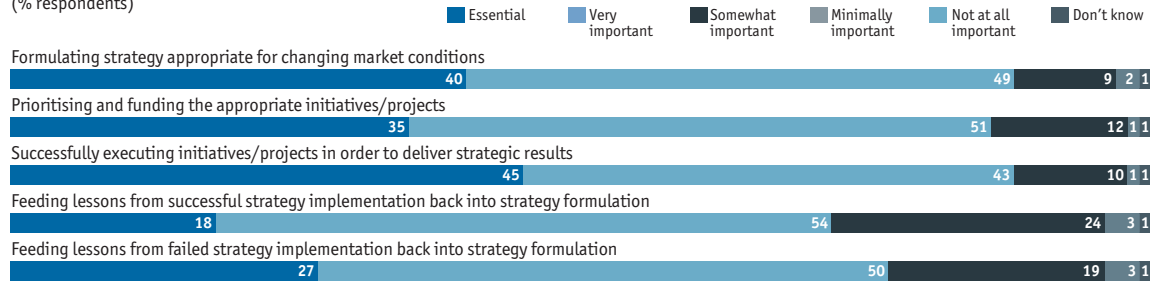 (% respondents)
Essential
Very
important
Somewhat
important
Minimally
important
Not at all
important
Don't know
Formulating strategy appropriate for changing market conditions
40 49 9 2 1
Prioritising and funding the appropriate initiatives/projects
35 51 12 1 1
Successfully executing initiatives/projects in order to deliver strategic results
45 43 10 1 1
Feeding lessons from successful strategy implementation back into strategy formulation
18 54 24 3 1
Feeding lessons from failed strategy implementation back into strategy formulation
27 50 19 3 1